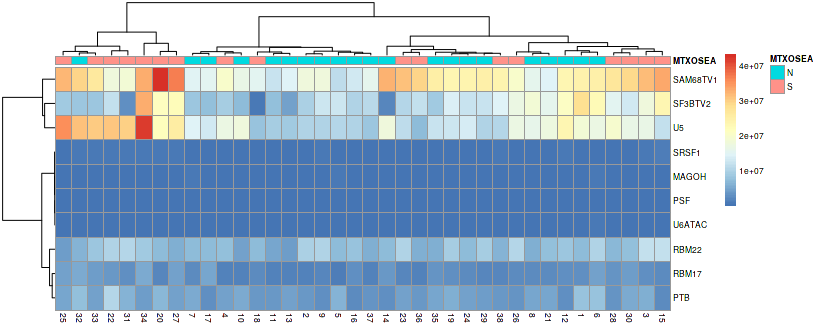 MTXOSEA
SAM68TV1
SF3BTV2
U5
SRSF1
MAGOH
PSF
U6ATAC
RBM22
RBM17
PTB
25 32 33 22 31 34 20 27 7 17 4 10 18 11 13 2 9 5 16 37 14 23 36 35 19 24 29 38 26 8 21 12 1 6 28 30 3 15
4e+07
3e+07
2e+07
1e+07
MTXOSEA
N
S